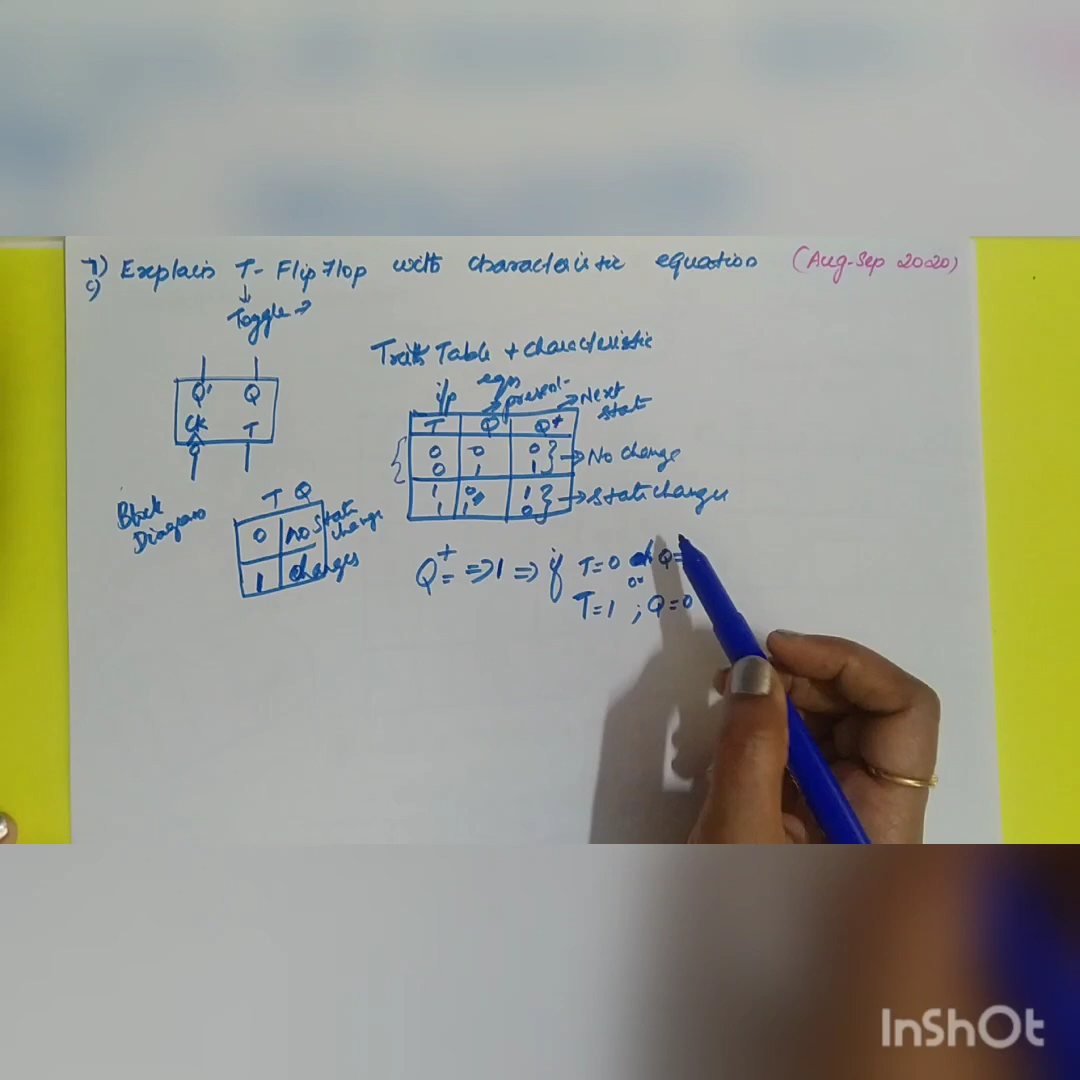 7) Explain T- Flip Flop with characteristic equation (Aug-Sep 2020)
c)
↓
Toggle →
Truth Table + characteristic
eqn
i/p present- → Next
state
Q' Q
CK T
T Q Q+
0 0 0
0 1 1 } → No change
1 0 1
1 1 0 } → state changes
Block
Diagram
T Q
0 no state
change
1 changes
Q+ = => 1 => if T=0 Q=
or
T=1 ; Q=0
InShOt